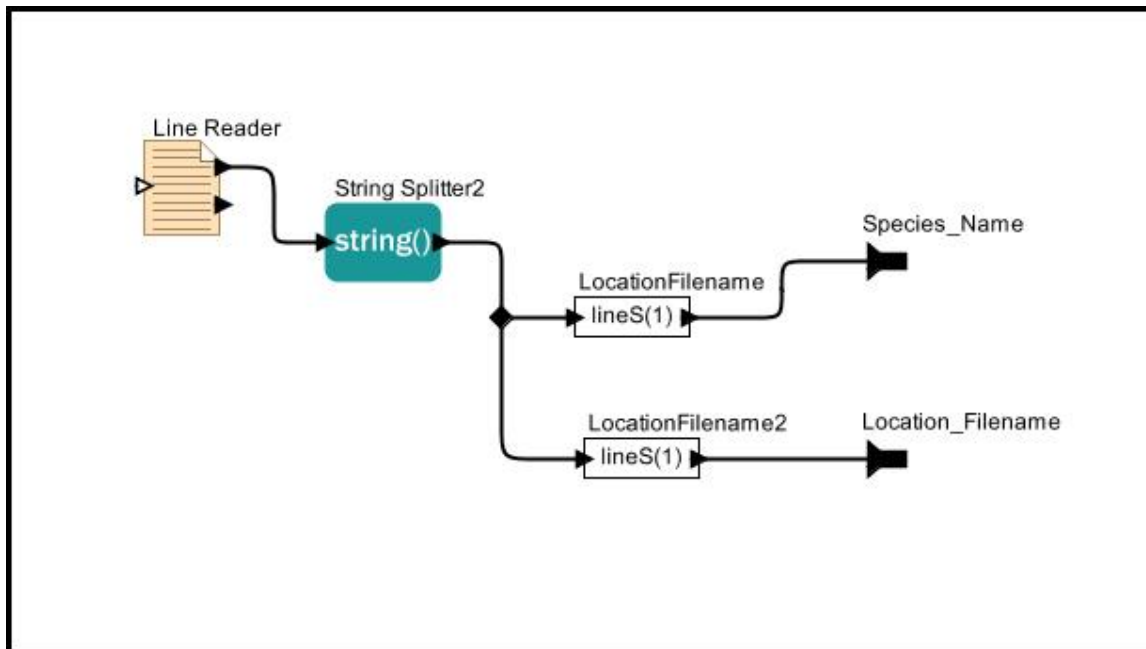 Line Reader
String Splitter2
string()
Species_Name
LocationFilename
lineS(1)
LocationFilename2
Location_Filename
lineS(1)